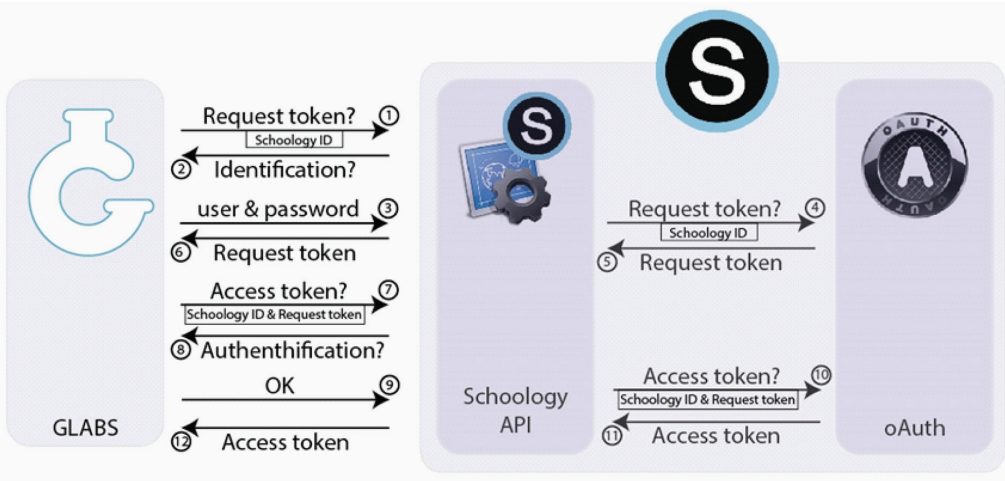 S
S
OAUTH
A
OAUTH
Request token? 1
Schoology ID
2 Identification?
user & password 3
6 Request token
Access token? 7
Schoology ID & Request token
8 Authenthification?
OK 9
12 Access token
Request token? 4
Schoology ID
5 Request token
Access token? 10
Schoology ID & Request token
11 Access token
GLABS
Schoology
API
oAuth